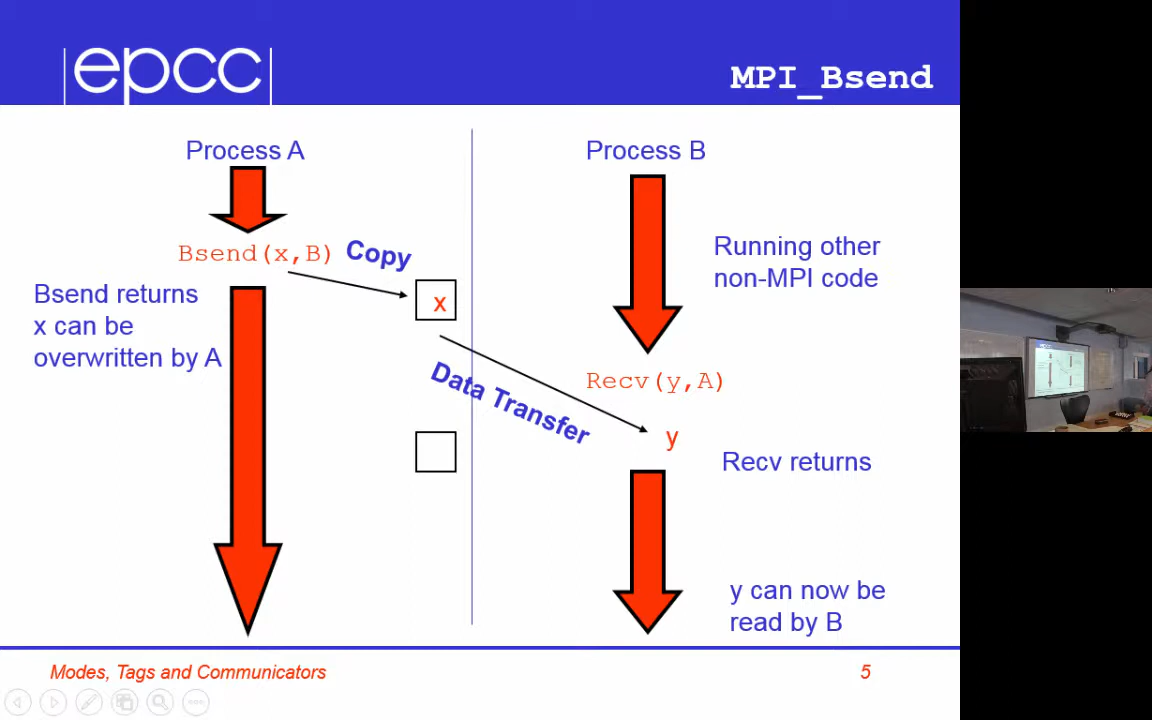 epcc
MPI_Bsend
Process A
Process B
Bsend(x,B)
Copy
Running other
non-MPI code
Bsend returns
x can be
overwritten by A
x
Data Transfer
Recv(y,A)
y
Recv returns
y can now be
read by B
Modes, Tags and Communicators
5